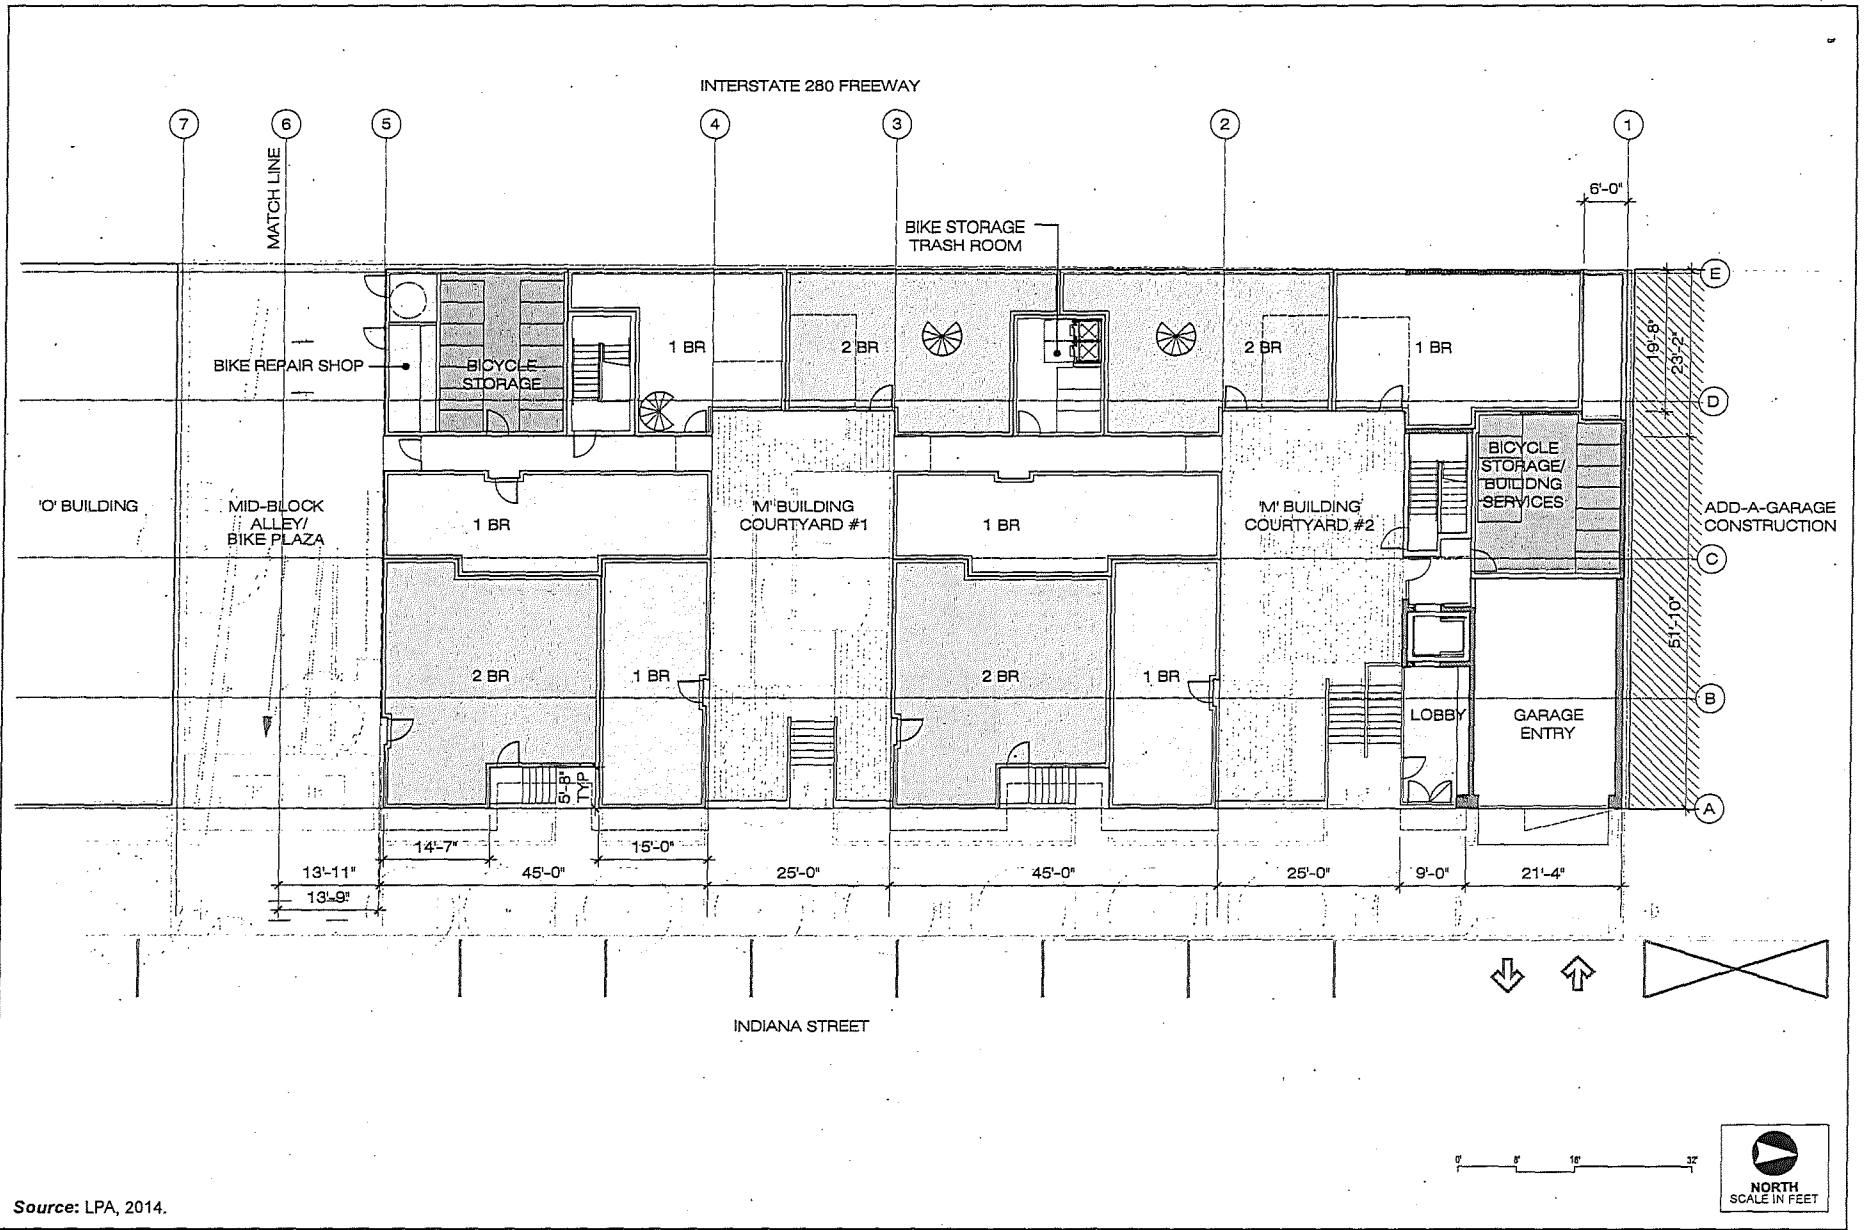 INTERSTATE 280 FREEWAY
7
6
5
4
3
2
1
MATCH LINE
6'-0"
BIKE STORAGE
TRASH ROOM
E
19'-8"
23'-2"
BIKE REPAIR SHOP
BICYCLE
STORAGE
1 BR
2 BR
2 BR
1 BR
D
'O' BUILDING
MID-BLOCK
ALLEY/
BIKE PLAZA
1 BR
'M' BUILDING
COURTYARD #1
1 BR
'M' BUILDING
COURTYARD #2
BICYCLE
STORAGE/
BUILIDNG
SERVICES
ADD-A-GARAGE
CONSTRUCTION
C
51'-10"
2 BR
1 BR
2 BR
1 BR
B
LOBBY
GARAGE
ENTRY
5'-8"
TYP
A
14'-7"
15'-0"
13'-11"
45'-0"
25'-0"
45'-0"
25'-0"
9'-0"
21'-4"
13'-9"
INDIANA STREET
0' 8' 16' 32'
NORTH
SCALE IN FEET
Source: LPA, 2014.